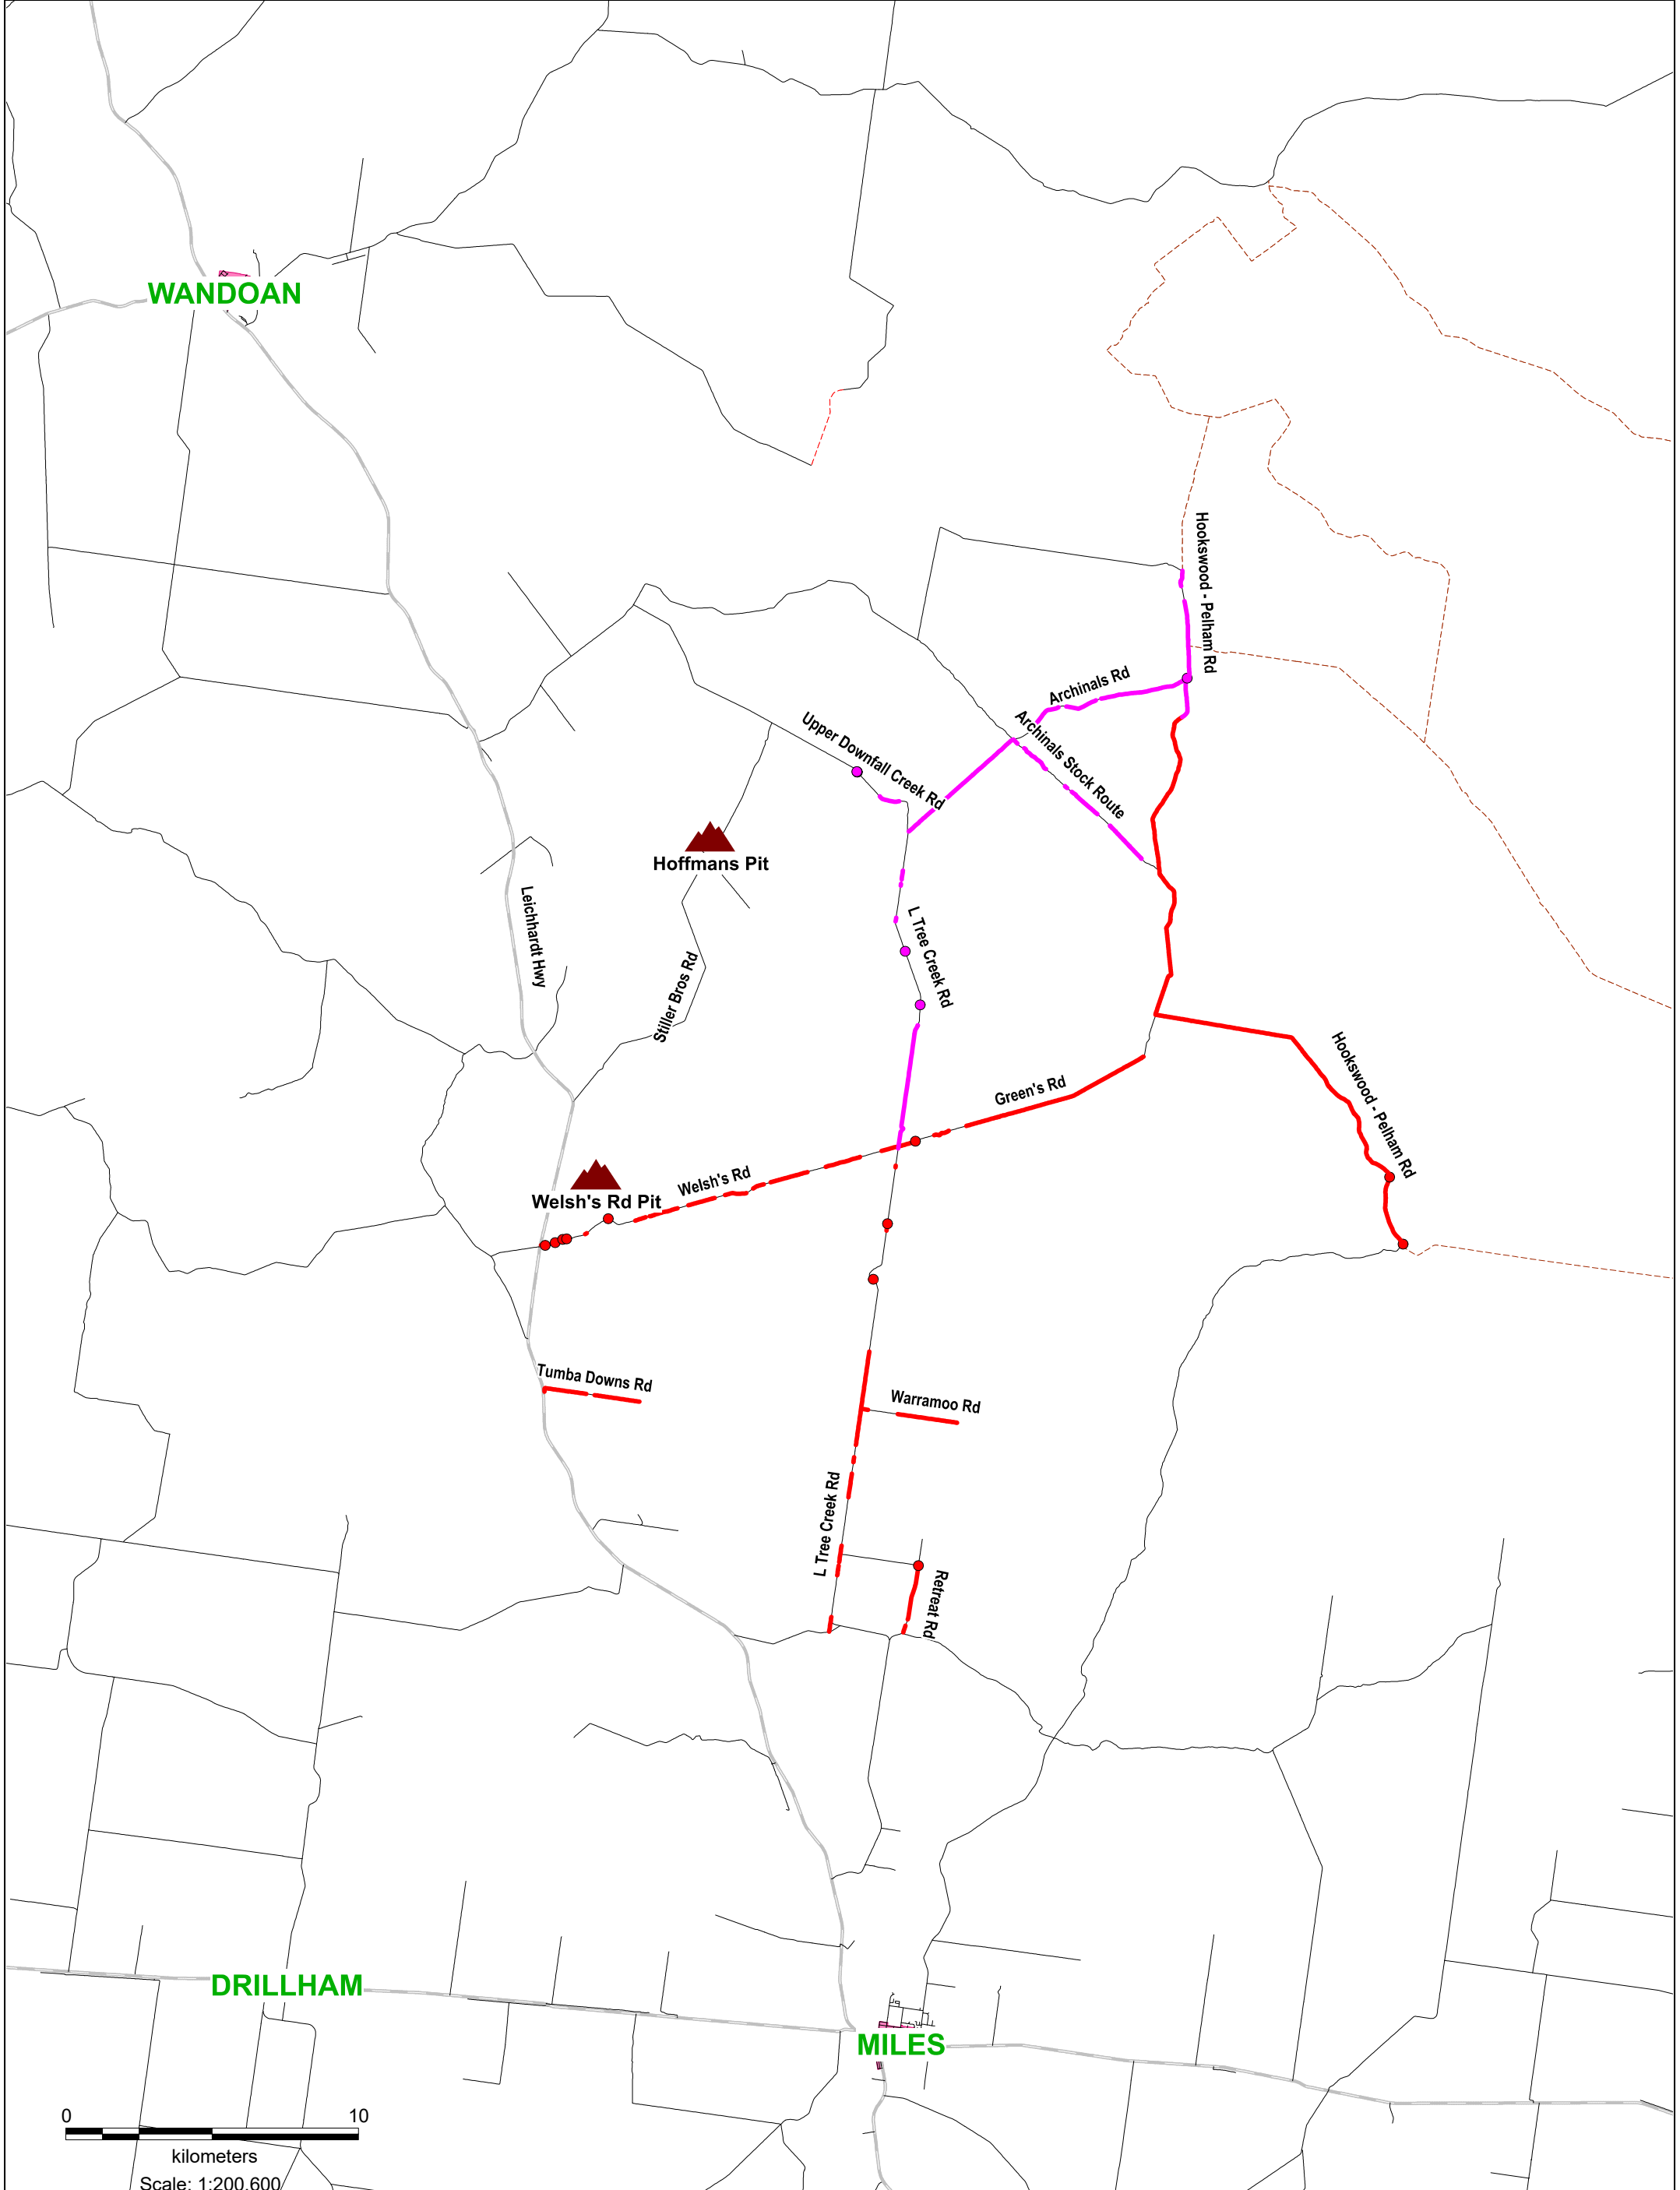 WANDOAN
Hookswood - Pelham Rd
Archinals Rd
Archinals Stock Route
Upper Downfall Creek Rd
Hoffmans Pit
Leichhardt Hwy
L Tree Creek Rd
Stiller Bros Rd
Hookswood - Pelham Rd
Green's Rd
Welsh's Rd
Welsh's Rd Pit
Tumba Downs Rd
Warramoo Rd
L Tree Creek Rd
Retreat Rd
DRILLHAM
MILES
0 10
kilometers
Scale: 1:200,600